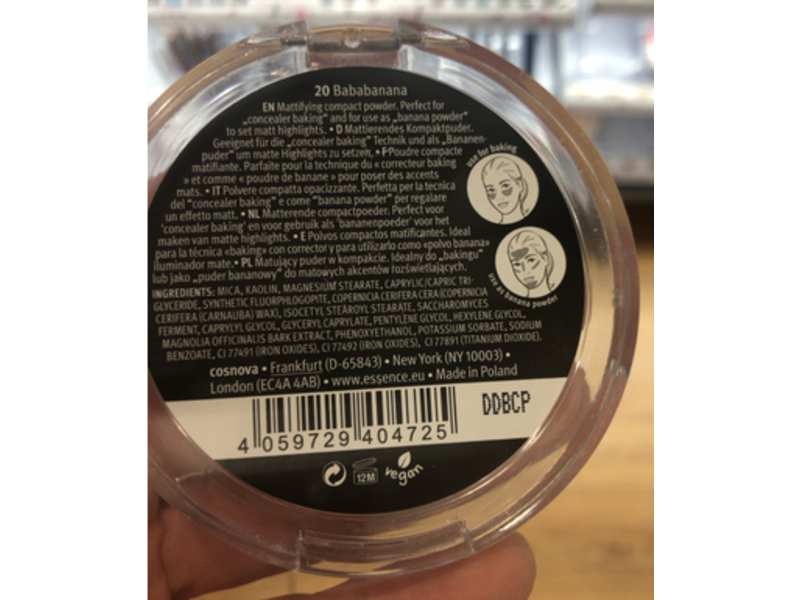 20 Bababanana
EN Mattifying compact powder. Perfect for
„concealer baking" and for use as „banana powder"
to set matt highlights. • D Mattierendes Kompaktpuder.
Geeignet für die „concealer baking" Technik und als „Bananen-
puder" um matte Highlights zu setzen. • F Poudre compacte
matifiante. Parfaite pour la technique du « correcteur baking
» et comme « poudre de banane » pour poser des accents
mats. • IT Polvere compatta opacizzante. Perfetta per la tecnica
del "concealer baking" e come "banana powder" per regalare
un effetto matt. • NL Matterende compactpoeder. Perfect voor
'concealer baking' en voor gebruik als 'bananenpoeder' voor het
maken van matte highlights. • E Polvos compactos matificantes. Ideal
para la técnica «baking» con corrector y para utilizarlo como «polvo banana»
iluminador mate. • PL Matujący puder w kompakcie. Idealny do „bakingu"
lub jako „puder bananowy" do matowych akcentów rozświetlających.
use for baking
use as banana powder
INGREDIENTS: MICA, KAOLIN, MAGNESIUM STEARATE, CAPRYLIC/CAPRIC TRI-
GLYCERIDE, SYNTHETIC FLUORPHLOGOPITE, COPERNICIA CERIFERA CERA (COPERNICIA
CERIFERA (CARNAUBA) WAX), ISOCETYL STEAROYL STEARATE, SACCHAROMYCES
FERMENT, CAPRYLYL GLYCOL, GLYCERYL CAPRYLATE, PENTYLENE GLYCOL, HEXYLENE GLYCOL,
MAGNOLIA OFFICINALIS BARK EXTRACT, PHENOXYETHANOL, POTASSIUM SORBATE, SODIUM
BENZOATE, CI 77491 (IRON OXIDES), CI 77492 (IRON OXIDES), CI 77891 (TITANIUM DIOXIDE).
cosnova • Frankfurt (D-65843) • New York (NY 10003) •
London (EC4A 4AB) • www.essence.eu • Made in Poland
DDBCP
4 059729 404725
12M
vegan